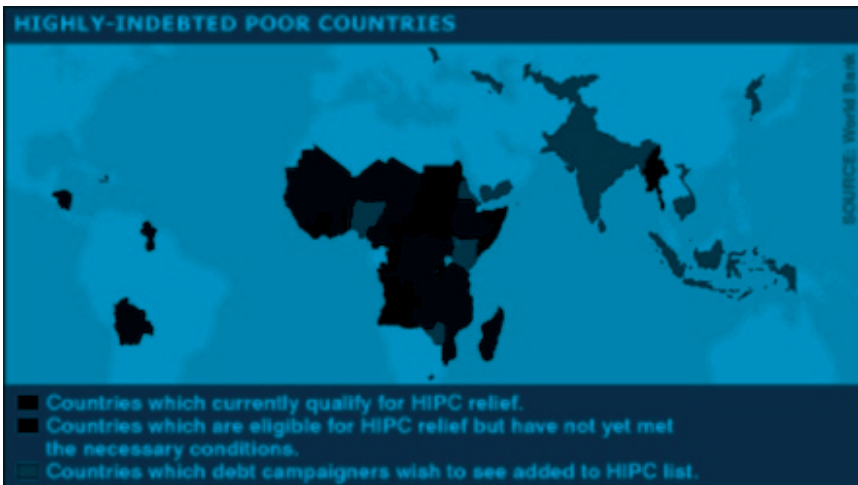 HIGHLY-INDEBTED POOR COUNTRIES
SOURCE: World Bank
Countries which currently qualify for HIPC relief.
Countries which are eligible for HIPC relief but have not yet met
the necessary conditions.
Countries which debt campaigners wish to see added to HIPC list.